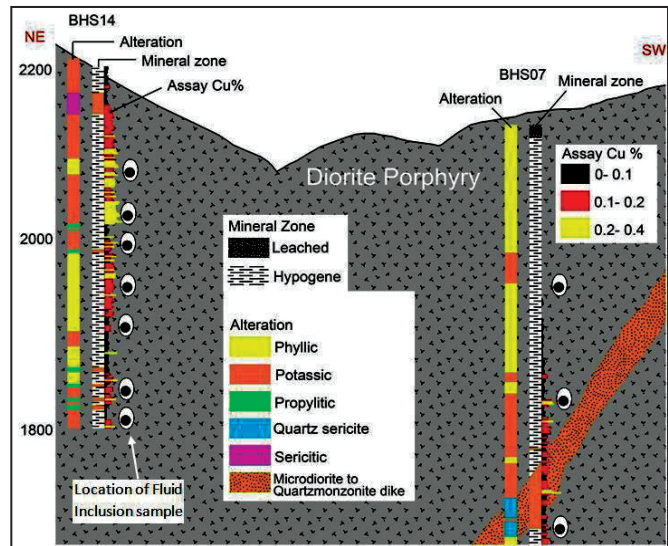 BHS14
NE
Alteration
Mineral zone
2200
Assay Cu%
SW
BHS07
Mineral zone
Alteration
Assay Cu %
0- 0.1
0.1- 0.2
0.2- 0.4
Diorite Porphyry
2000
Mineral Zone
Leached
Hypogene
Alteration
Phyllic
Potassic
Propylitic
Quartz sericite
Sericitic
Microdiorite to
Quartzmonzonite dike
1800
Location of Fluid
Inclusion sample